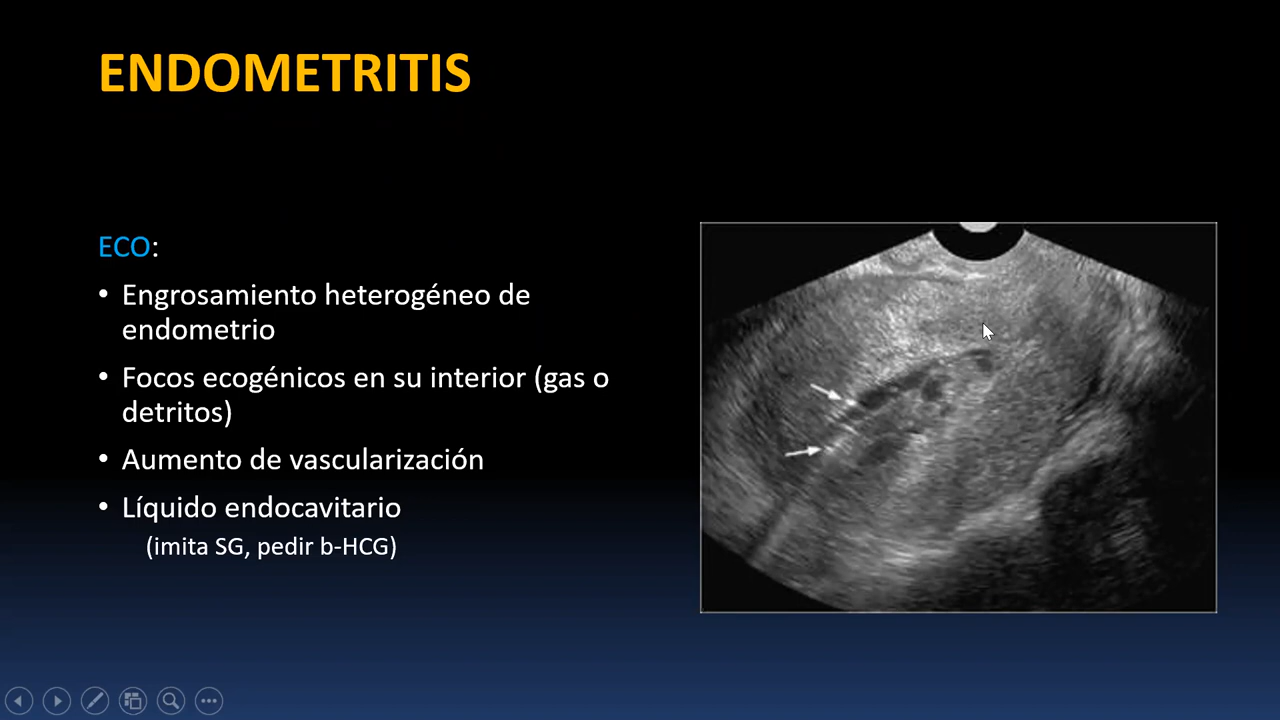 ENDOMETRITIS
ECO:
• Engrosamiento heterogéneo de
endometrio
• Focos ecogénicos en su interior (gas o
detritos)
• Aumento de vascularización
• Líquido endocavitario
(imita SG, pedir b-HCG)